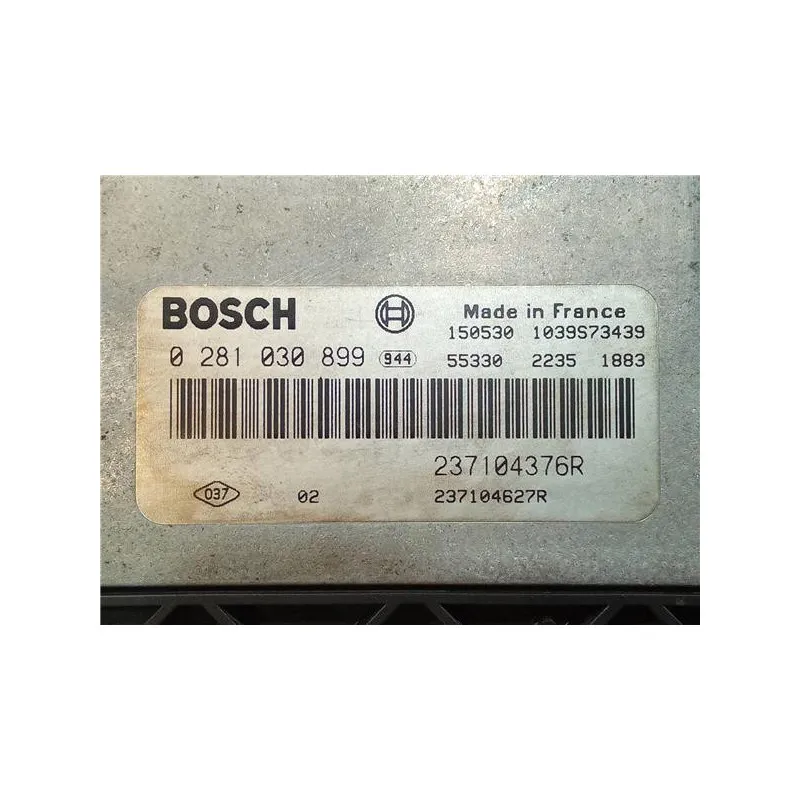 BOSCH Made in France
150530 1039S73439
0 281 030 899 944 55330 2235 1883
237104376R
037 02 237104627R